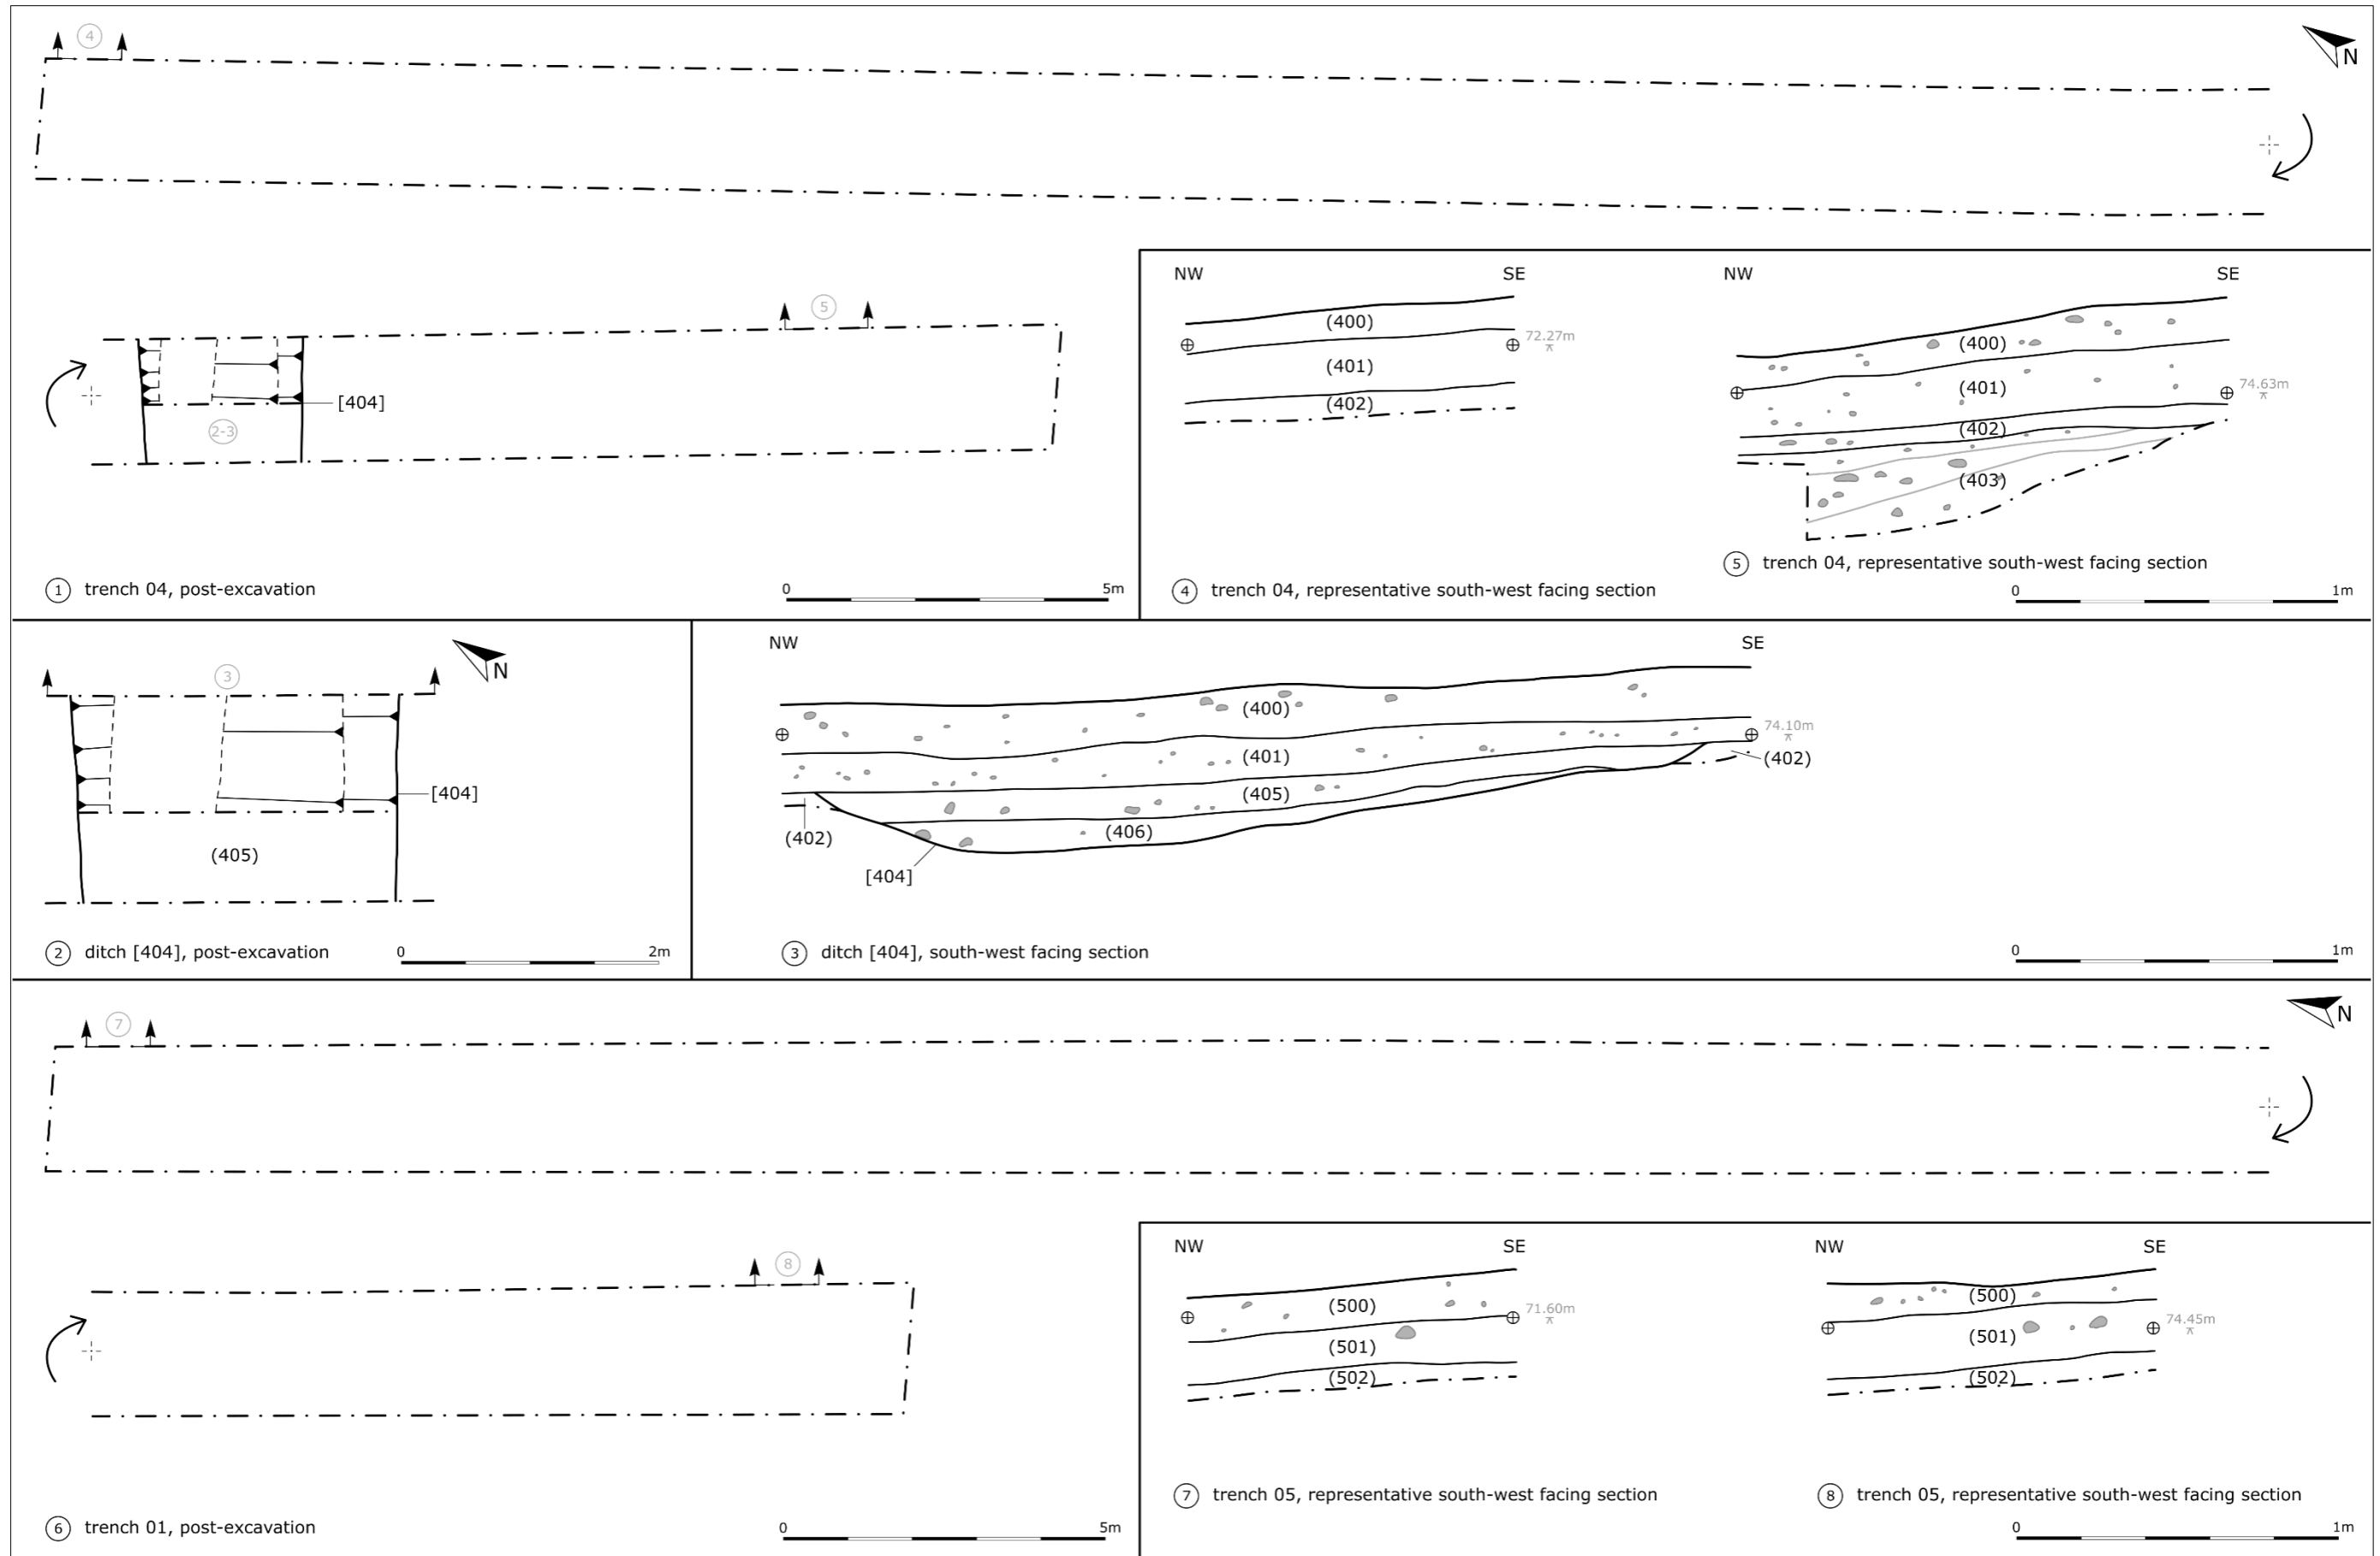 4
N
5
[404]
2-3
1 trench 04, post-excavation
0 5m
NW SE
(400)
72.27m
(401)
(402)
4 trench 04, representative south-west facing section
NW SE
(400)
(401)
74.63m
(402)
(403)
5 trench 04, representative south-west facing section
0 1m
3
N
[404]
(405)
2 ditch [404], post-excavation
0 2m
NW SE
(400)
74.10m
(401)
(402)
(405)
(406)
(402)
[404]
3 ditch [404], south-west facing section
0 1m
7
N
8
6 trench 01, post-excavation
0 5m
NW SE
(500)
71.60m
(501)
(502)
7 trench 05, representative south-west facing section
NW SE
(500)
74.45m
(501)
(502)
8 trench 05, representative south-west facing section
0 1m